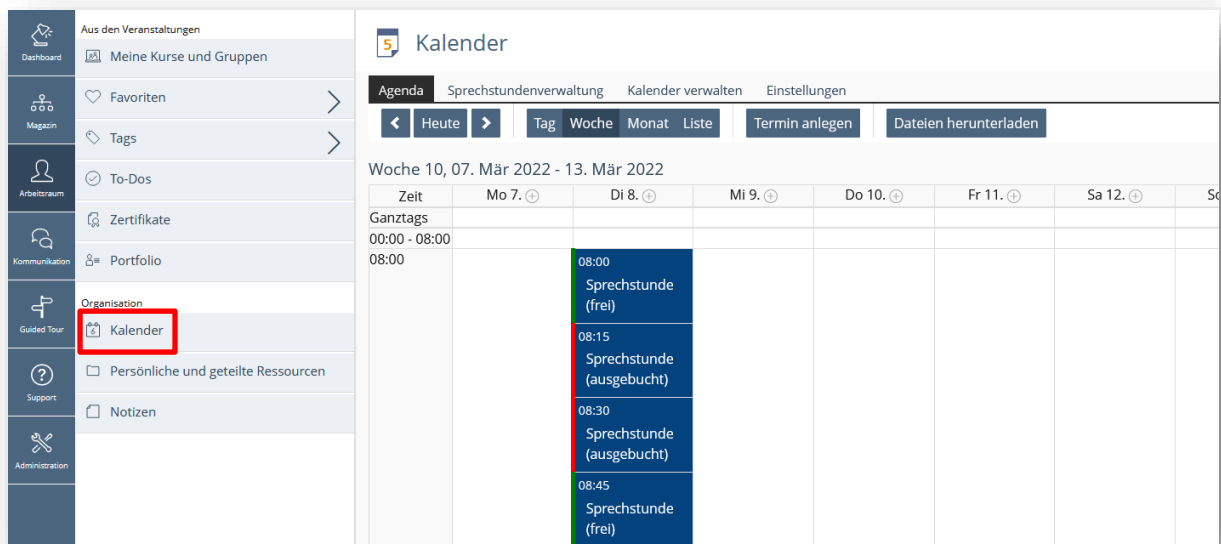 Dashboard
Magazin
Arbeitsraum
Kommunikation
Guided Tour
Support
Administration
Aus den Veranstaltungen
Meine Kurse und Gruppen
Favoriten
Tags
To-Dos
Zertifikate
Portfolio
Organisation
6 Kalender
Persönliche und geteilte Ressourcen
Notizen
5 Kalender
Agenda Sprechstundenverwaltung Kalender verwalten Einstellungen
Heute Tag Woche Monat Liste Termin anlegen Dateien herunterladen
Woche 10, 07. Mär 2022 - 13. Mär 2022
Zeit Mo 7. Di 8. Mi 9. Do 10. Fr 11. Sa 12.
Ganztags
00:00 - 08:00
08:00
08:00
Sprechstunde
(frei)
08:15
Sprechstunde
(ausgebucht)
08:30
Sprechstunde
(ausgebucht)
08:45
Sprechstunde
(frei)